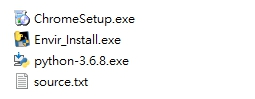 ChromeSetup.exe
Envir_Install.exe
python-3.6.8.exe
source.txt